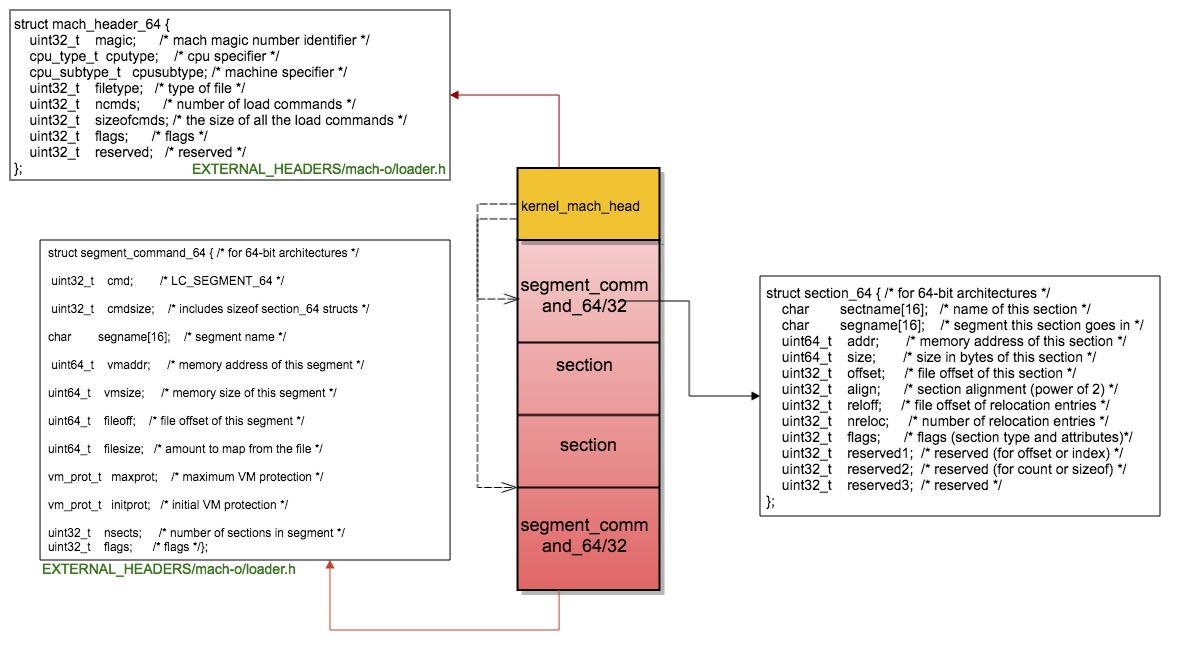 struct mach_header_64 {
uint32_t magic; /* mach magic number identifier */
cpu_type_t cputype; /* cpu specifier */
cpu_subtype_t cpusubtype; /* machine specifier */
uint32_t filetype; /* type of file */
uint32_t ncmds; /* number of load commands */
uint32_t sizeofcmds; /* the size of all the load commands */
uint32_t flags; /* flags */
uint32_t reserved; /* reserved */
};
EXTERNAL_HEADERS/mach-o/loader.h
kernel_mach_head
segment_comm
and_64/32
section
section
segment_comm
and_64/32
struct segment_command_64 { /* for 64-bit architectures */
uint32_t cmd; /* LC_SEGMENT_64 */
uint32_t cmdsize; /* includes sizeof section_64 structs */
char segname[16]; /* segment name */
uint64_t vmaddr; /* memory address of this segment */
uint64_t vmsize; /* memory size of this segment */
uint64_t fileoff; /* file offset of this segment */
uint64_t filesize; /* amount to map from the file */
vm_prot_t maxprot; /* maximum VM protection */
vm_prot_t initprot; /* initial VM protection */
uint32_t nsects; /* number of sections in segment */
uint32_t flags; /* flags */};
EXTERNAL_HEADERS/mach-o/loader.h
struct section_64 { /* for 64-bit architectures */
char sectname[16]; /* name of this section */
char segname[16]; /* segment this section goes in */
uint64_t addr; /* memory address of this section */
uint64_t size; /* size in bytes of this section */
uint32_t offset; /* file offset of this section */
uint32_t align; /* section alignment (power of 2) */
uint32_t reloff; /* file offset of relocation entries */
uint32_t nreloc; /* number of relocation entries */
uint32_t flags; /* flags (section type and attributes)*/
uint32_t reserved1; /* reserved (for offset or index) */
uint32_t reserved2; /* reserved (for count or sizeof) */
uint32_t reserved3; /* reserved */
};